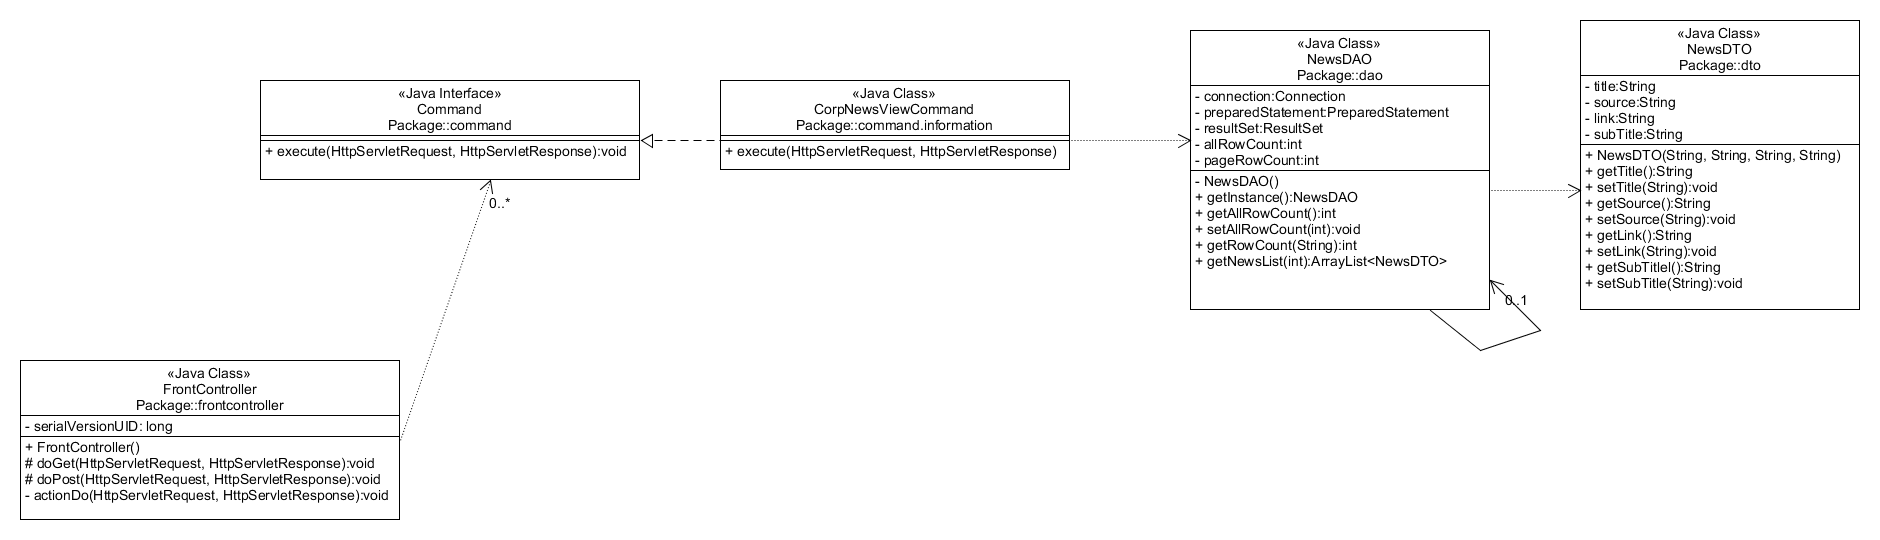 «Java Interface»
Command
Package::command
+ execute(HttpServletRequest, HttpServletResponse):void
0..*
«Java Class»
CorpNewsViewCommand
Package::command.information
+ execute(HttpServletRequest, HttpServletResponse)
«Java Class»
NewsDAO
Package::dao
- connection:Connection
- preparedStatement:PreparedStatement
- resultSet:ResultSet
- allRowCount:int
- pageRowCount:int
- NewsDAO()
+ getInstance():NewsDAO
+ getAllRowCount():int
+ setAllRowCount(int):void
+ getRowCount(String):int
+ getNewsList(int):ArrayList<NewsDTO>
0..1
«Java Class»
NewsDTO
Package::dto
- title:String
- source:String
- link:String
- subTitle:String
+ NewsDTO(String, String, String, String)
+ getTitle():String
+ setTitle(String):void
+ getSource():String
+ setSource(String):void
+ getLink():String
+ setLink(String):void
+ getSubTitlel():String
+ setSubTitle(String):void
«Java Class»
FrontController
Package::frontcontroller
- serialVersionUID: long
+ FrontController()
# doGet(HttpServletRequest, HttpServletResponse):void
# doPost(HttpServletRequest, HttpServletResponse):void
- actionDo(HttpServletRequest, HttpServletResponse):void